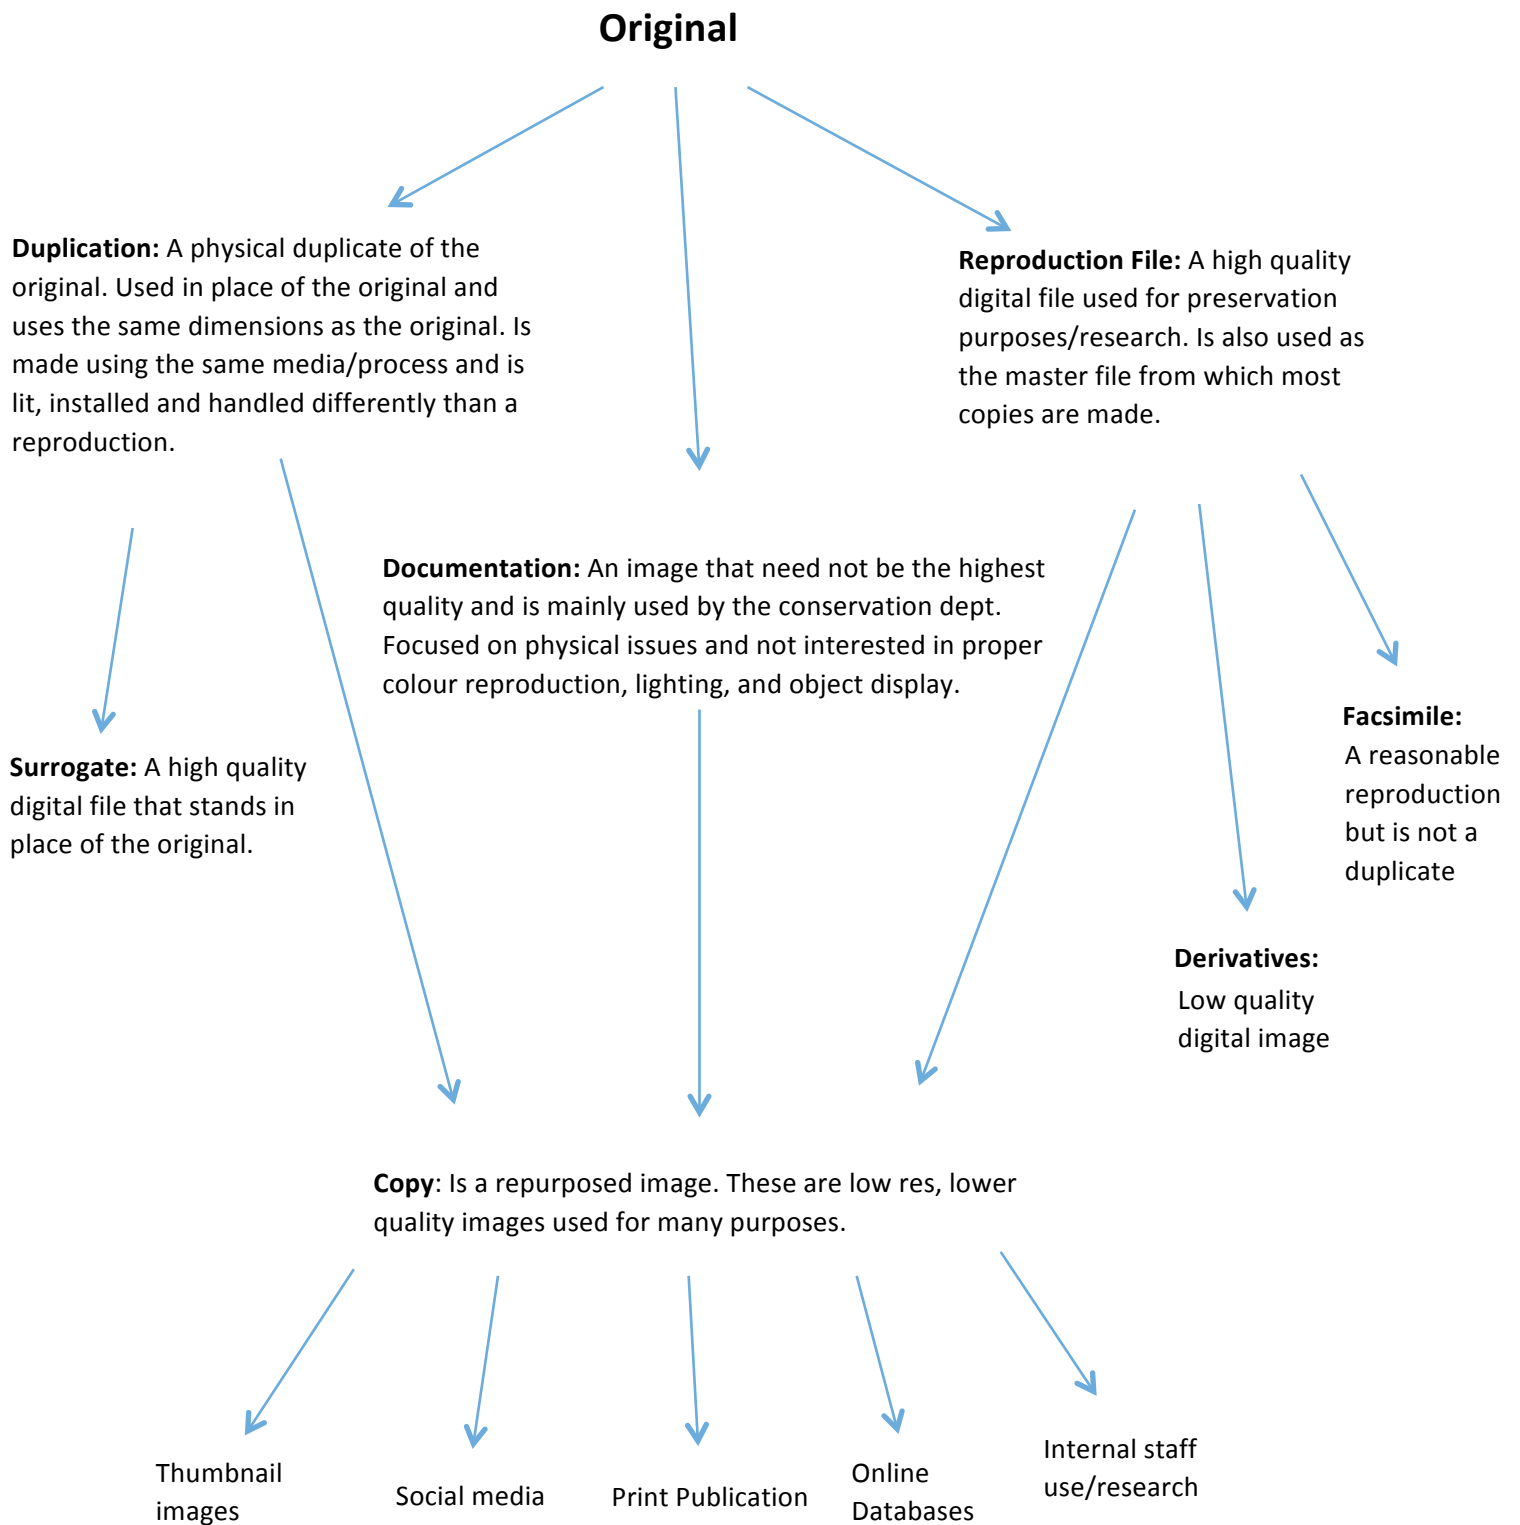 Original
Duplication: A physical duplicate of the
original. Used in place of the original and
uses the same dimensions as the original. Is
made using the same media/process and is
lit, installed and handled differently than a
reproduction.
Reproduction File: A high quality
digital file used for preservation
purposes/research. Is also used as
the master file from which most
copies are made.
Documentation: An image that need not be the highest
quality and is mainly used by the conservation dept.
Focused on physical issues and not interested in proper
colour reproduction, lighting, and object display.
Surrogate: A high quality
digital file that stands in
place of the original.
Facsimile:
A reasonable
reproduction
but is not a
duplicate
Derivatives:
Low quality
digital image
Copy: Is a repurposed image. These are low res, lower
quality images used for many purposes.
Thumbnail
images
Social media
Print Publication
Online
Databases
Internal staff
use/research